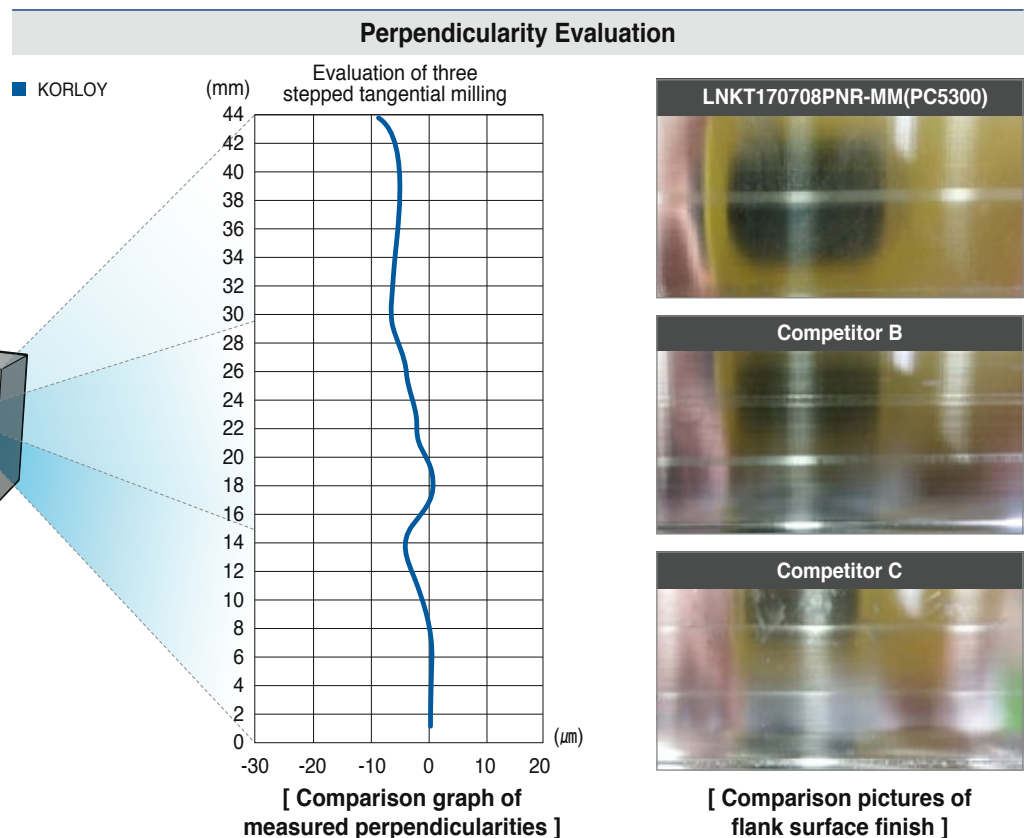 Perpendicularity Evaluation
KORLOY
(mm)
Evaluation of three
stepped tangential milling
44
42
40
38
36
34
32
30
28
26
24
22
20
18
16
14
12
10
8
6
4
2
0
-30 -20 -10 0 10 20
(μm)
[ Comparison graph of
measured perpendicularities ]
LNKT170708PNR-MM(PC5300)
Competitor B
Competitor C
[ Comparison pictures of
flank surface finish ]